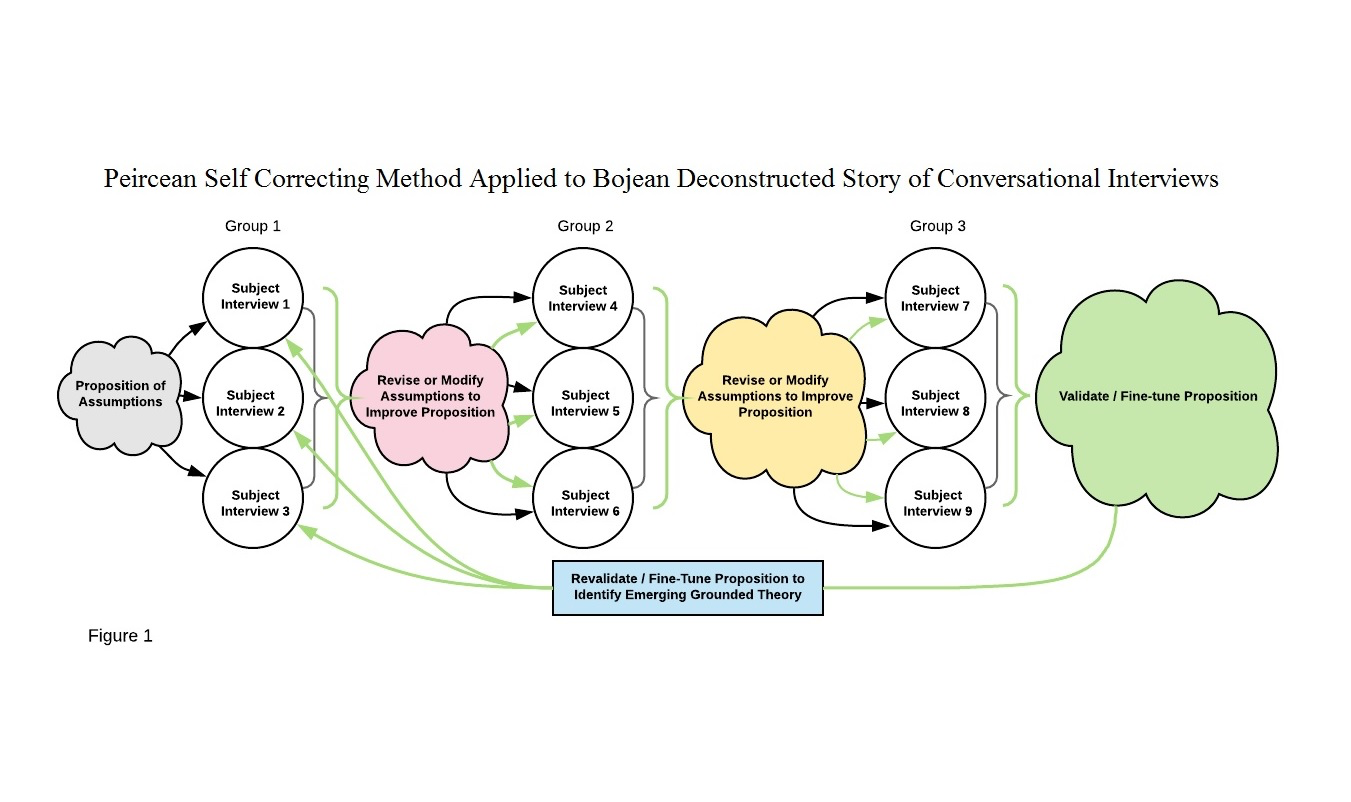 Peircean Self Correcting Method Applied to Bojean Deconstructed Story of Conversational Interviews
Group 1
Group 2
Group 3
Proposition of
Assumptions
Subject
Interview 1
Subject
Interview 2
Subject
Interview 3
Revise or Modify
Assumptions to
Improve Proposition
Subject
Interview 4
Subject
Interview 5
Subject
Interview 6
Revise or Modify
Assumptions to Improve
Proposition
Subject
Interview 7
Subject
Interview 8
Subject
Interview 9
Validate / Fine-tune Proposition
Revalidate / Fine-Tune Proposition to
Identify Emerging Grounded Theory
Figure 1